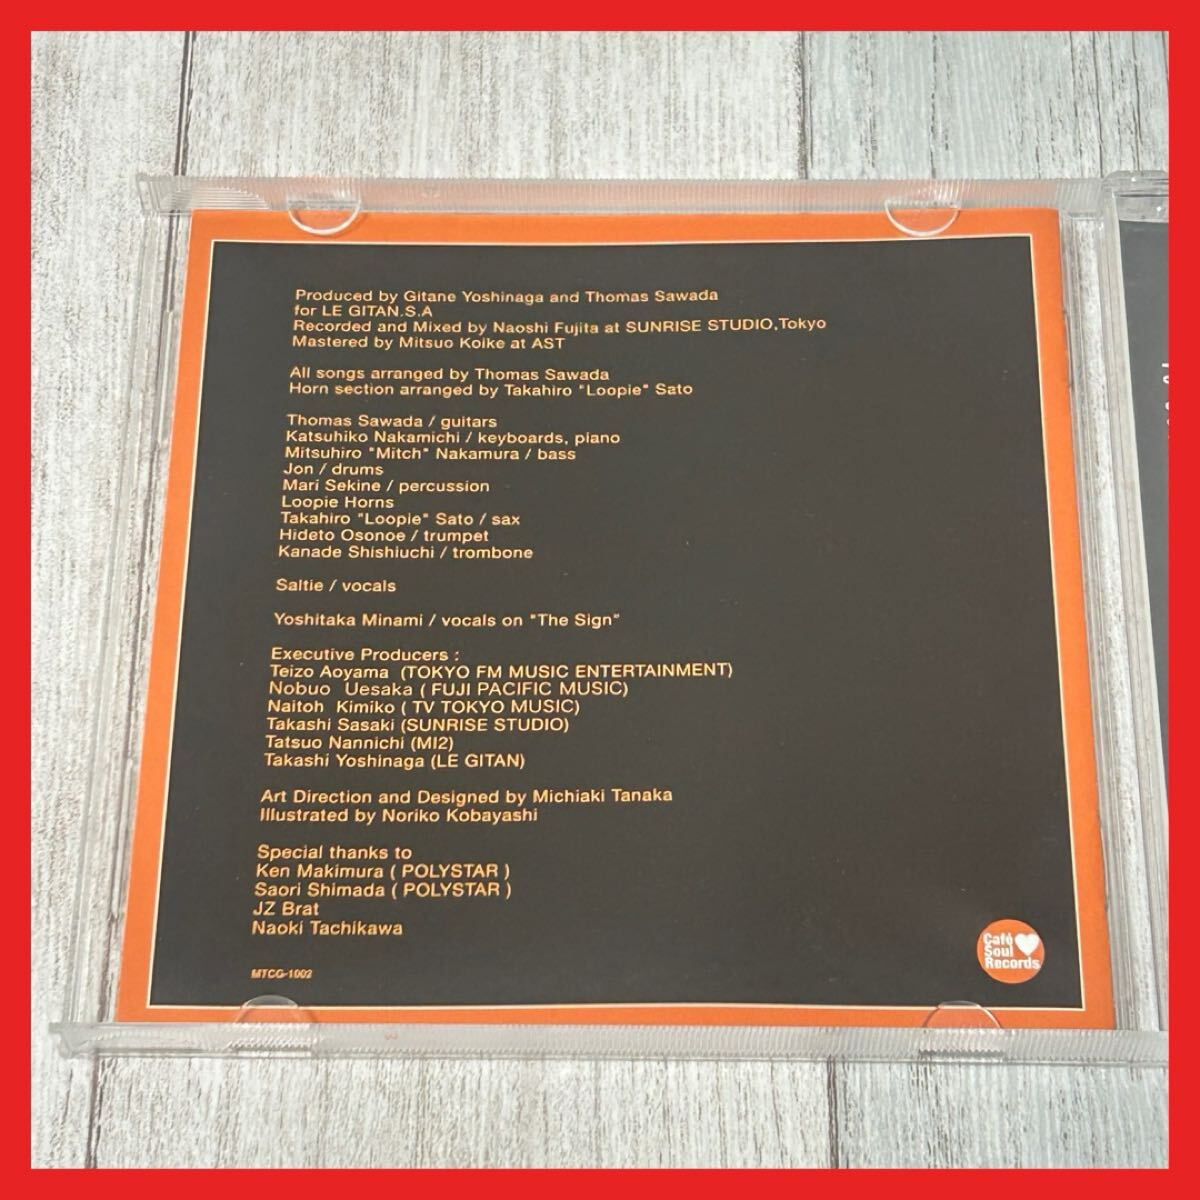 Produced by Gitane Yoshinaga and Thomas Sawada
for LE GITAN.S.A
Recorded and Mixed by Naoshi Fujita at SUNRISE STUDIO,Tokyo
Mastered by Mitsuo Koike at AST
All songs arranged by Thomas Sawada
Horn section arranged by Takahiro "Loopie" Sato
Thomas Sawada / guitars
Katsuhiko Nakamichi / keyboards, piano
Mitsuhiro "Mitch" Nakamura / bass
Jon / drums
Mari Sekine / percussion
Loopie Horns
Takahiro "Loopie" Sato / sax
Hideto Osonoe / trumpet
Kanade Shishiuchi / trombone
Saltie / vocals
Yoshitaka Minami / vocals on "The Sign"
Executive Producers :
Teizo Aoyama (TOKYO FM MUSIC ENTERTAINMENT)
Nobuo Uesaka ( FUJI PACIFIC MUSIC)
Naitoh Kimiko ( TV TOKYO MUSIC)
Takashi Sasaki (SUNRISE STUDIO)
Tatsuo Nannichi (MI2)
Takashi Yoshinaga (LE GITAN)
Art Direction and Designed by Michiaki Tanaka
Illustrated by Noriko Kobayashi
Special thanks to
Ken Makimura ( POLYSTAR )
Saori Shimada ( POLYSTAR )
JZ Brat
Naoki Tachikawa
MTCG-1002
Café
Soul
Records